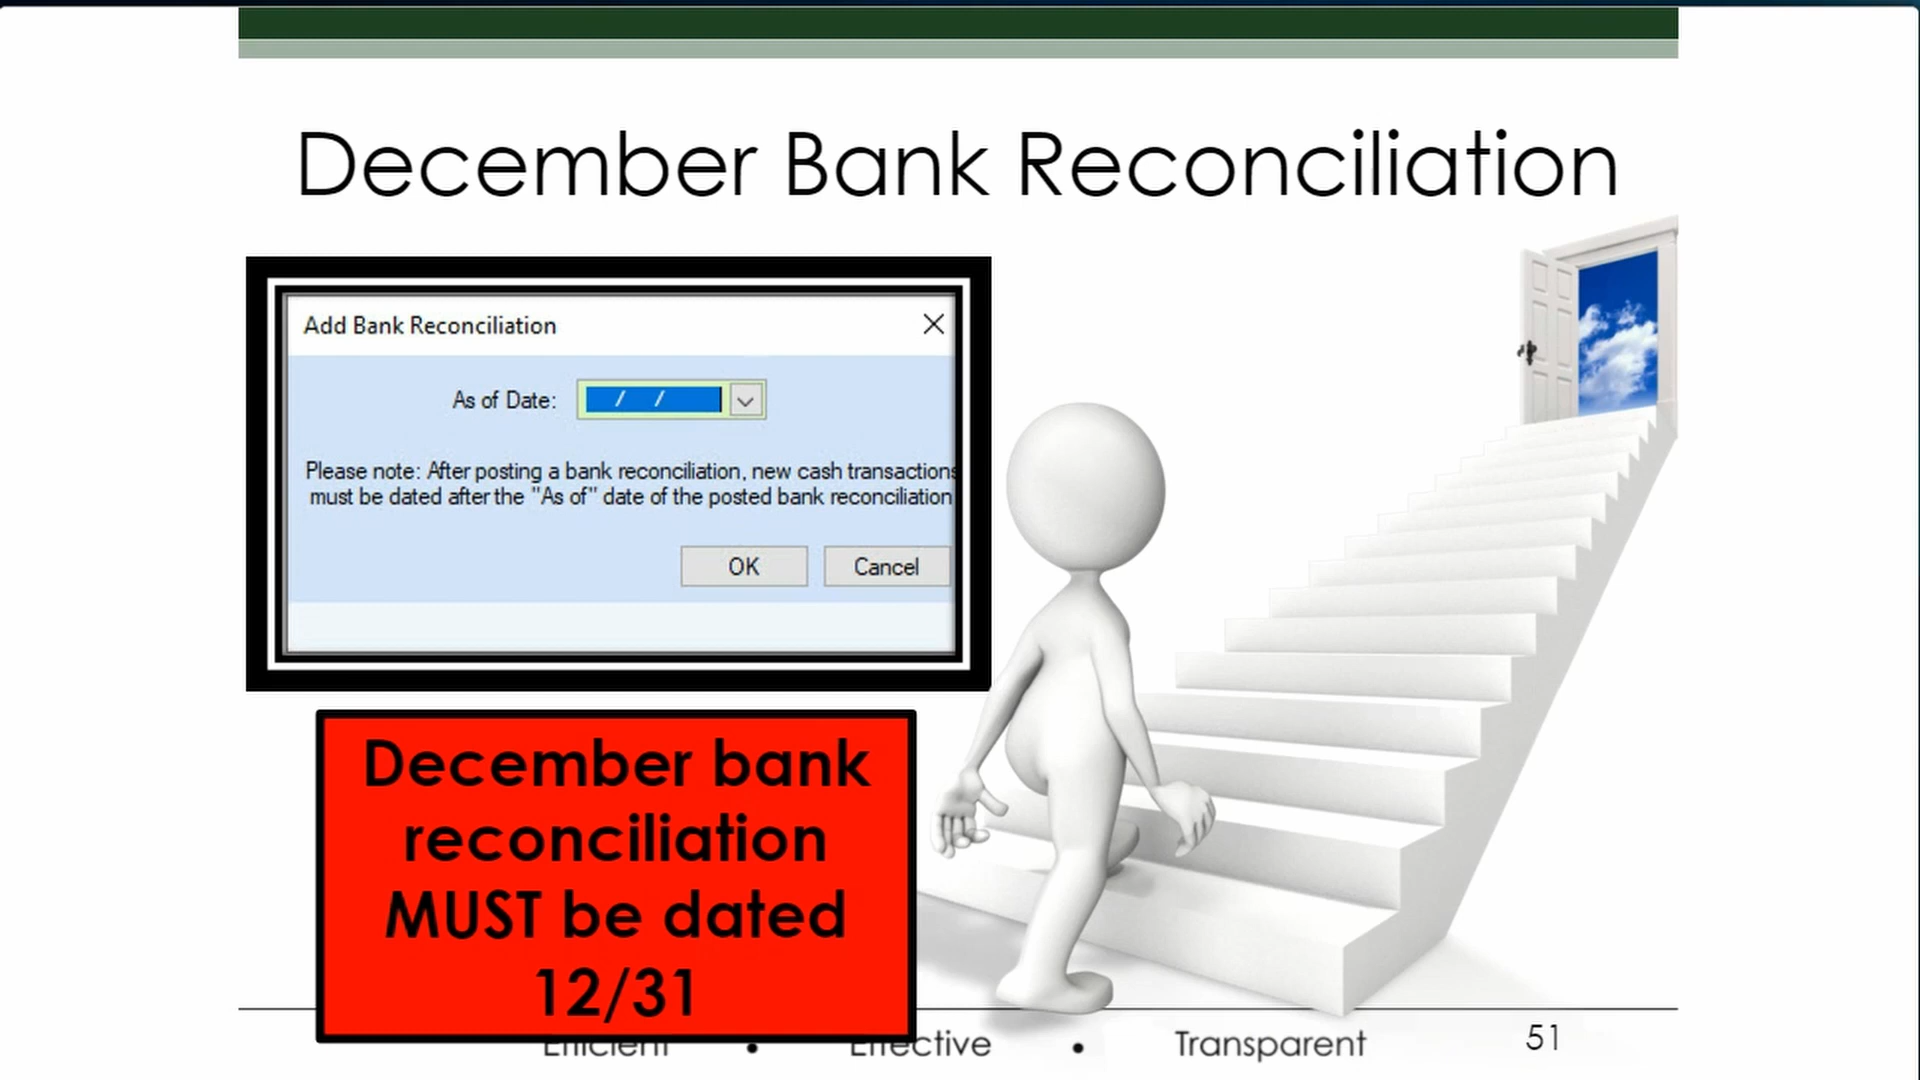 December Bank Reconciliation
Add Bank Reconciliation
As of Date: / /
Please note: After posting a bank reconciliation, new cash transactions
must be dated after the "As of" date of the posted bank reconciliation
OK Cancel
December bank
reconciliation
MUST be dated
12/31
Efficient • Effective • Transparent 51